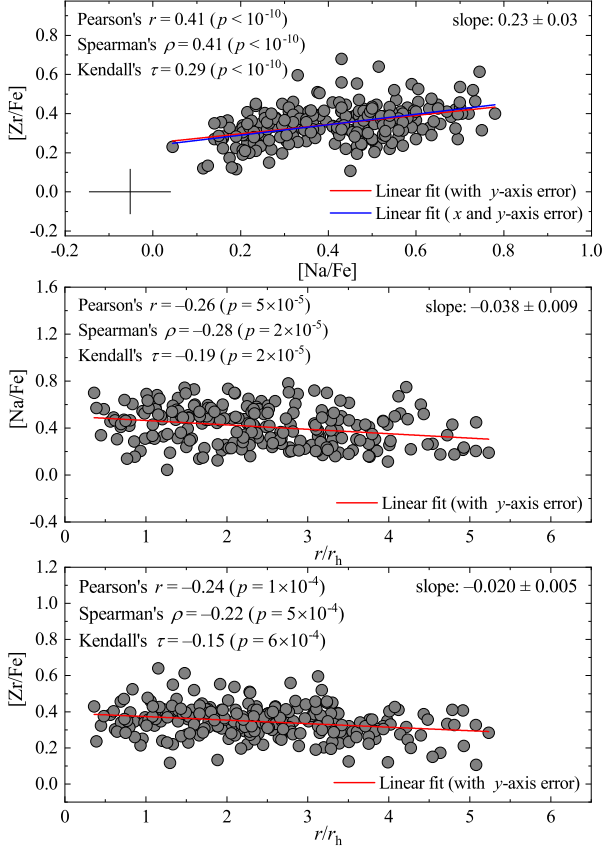 Pearson's r = 0.41 ( p < 10⁻¹⁰)
slope: 0.23 ± 0.03
Spearman's ρ = 0.41 ( p < 10⁻¹⁰)
Kendall's τ = 0.29 ( p < 10⁻¹⁰)
0.8
0.6
0.4
0.2
0.0
-0.2
[Zr/Fe]
Linear fit (with y-axis error)
Linear fit ( x and y-axis error)
-0.2 0.0 0.2 0.4 0.6 0.8 1.0
[Na/Fe]
Pearson's r = –0.26 ( p = 5×10⁻⁵)
slope: –0.038 ± 0.009
Spearman's ρ = –0.28 ( p = 2×10⁻⁵)
Kendall's τ = –0.19 ( p = 2×10⁻⁵)
1.6
1.2
0.8
0.4
0.0
-0.4
[Na/Fe]
Linear fit (with y-axis error)
0 1 2 3 4 5 6
r/rₕ
Pearson's r = –0.24 ( p = 1×10⁻⁴)
slope: –0.020 ± 0.005
Spearman's ρ = –0.22 ( p = 5×10⁻⁴)
Kendall's τ = –0.15 ( p = 6×10⁻⁴)
1.2
1.0
0.8
0.6
0.4
0.2
0.0
[Zr/Fe]
Linear fit (with y-axis error)
0 1 2 3 4 5 6
r/rₕ